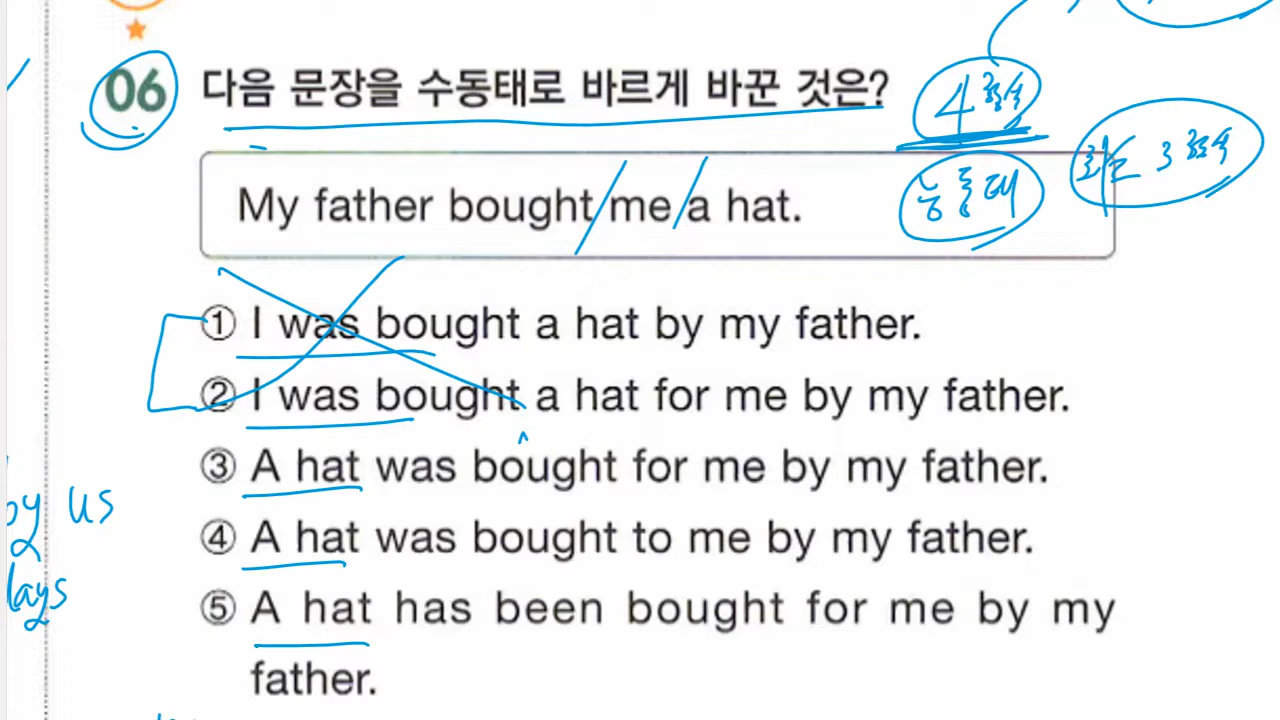 06 다음 문장을 수동태로 바르게 바꾼 것은?
4형식
능동태
3형식
My father bought/me/a hat.
① I was bought a hat by my father.
② I was bought a hat for me by my father.
③ A hat was bought for me by my father.
④ A hat was bought to me by my father.
⑤ A hat has been bought for me by my
father.
by us
lays